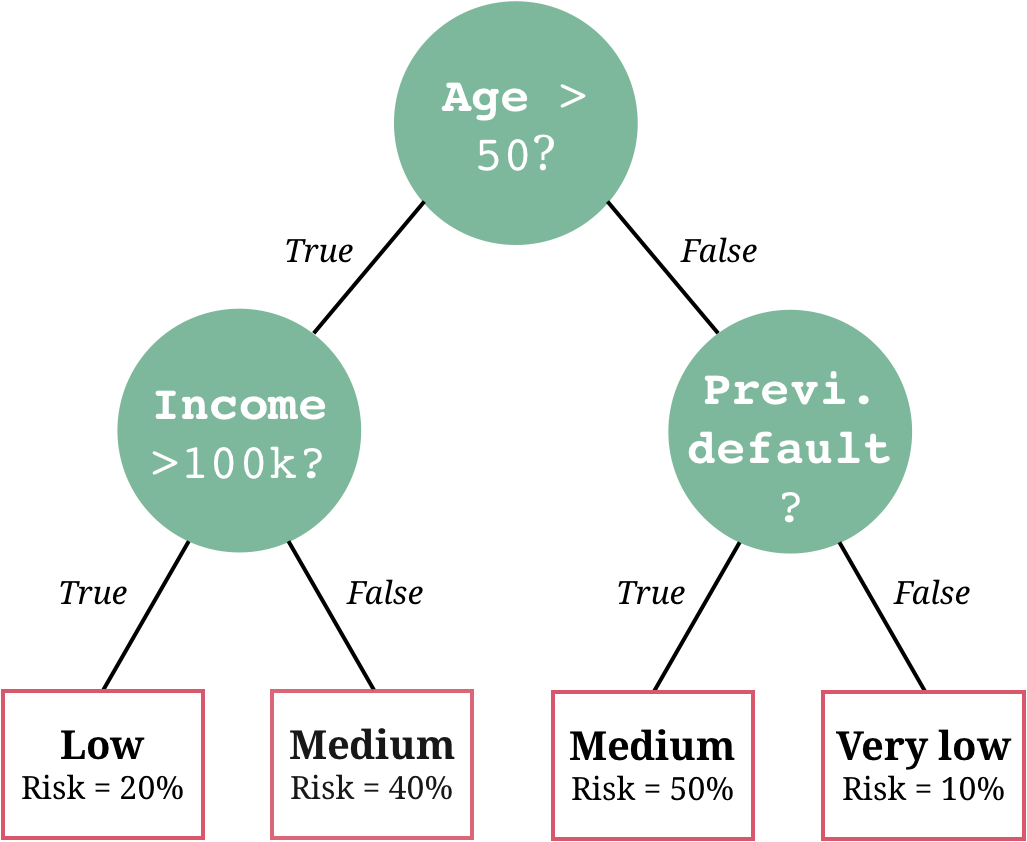 Age >
50?
True
False
Income
>100k?
Previ.
default
?
True
False
True
False
Low
Risk = 20%
Medium
Risk = 40%
Medium
Risk = 50%
Very low
Risk = 10%